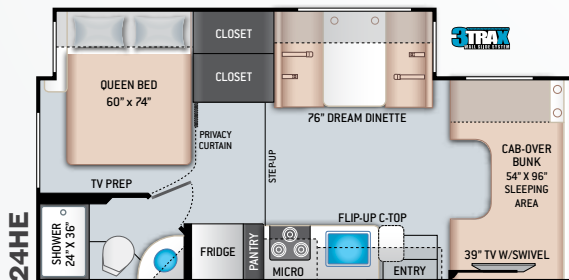 CLOSET
3TRAX
WALL SLIDE SYSTEM
QUEEN BED
60" x 74"
CLOSET
76" DREAM DINETTE
PRIVACY
CURTAIN
STEP-UP
CAB-OVER
BUNK
54" X 96"
SLEEPING
AREA
TV PREP
24HE
SHOWER
24" X 36"
FLIP-UP C-TOP
FRIDGE
PANTRY
MICRO
ENTRY
39" TV W/SWIVEL